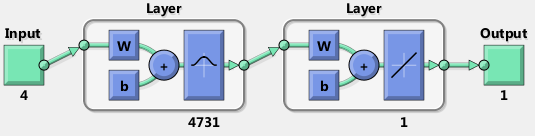 Layer Layer
Input Output
W W
+ +
b b
4 1
4731 1